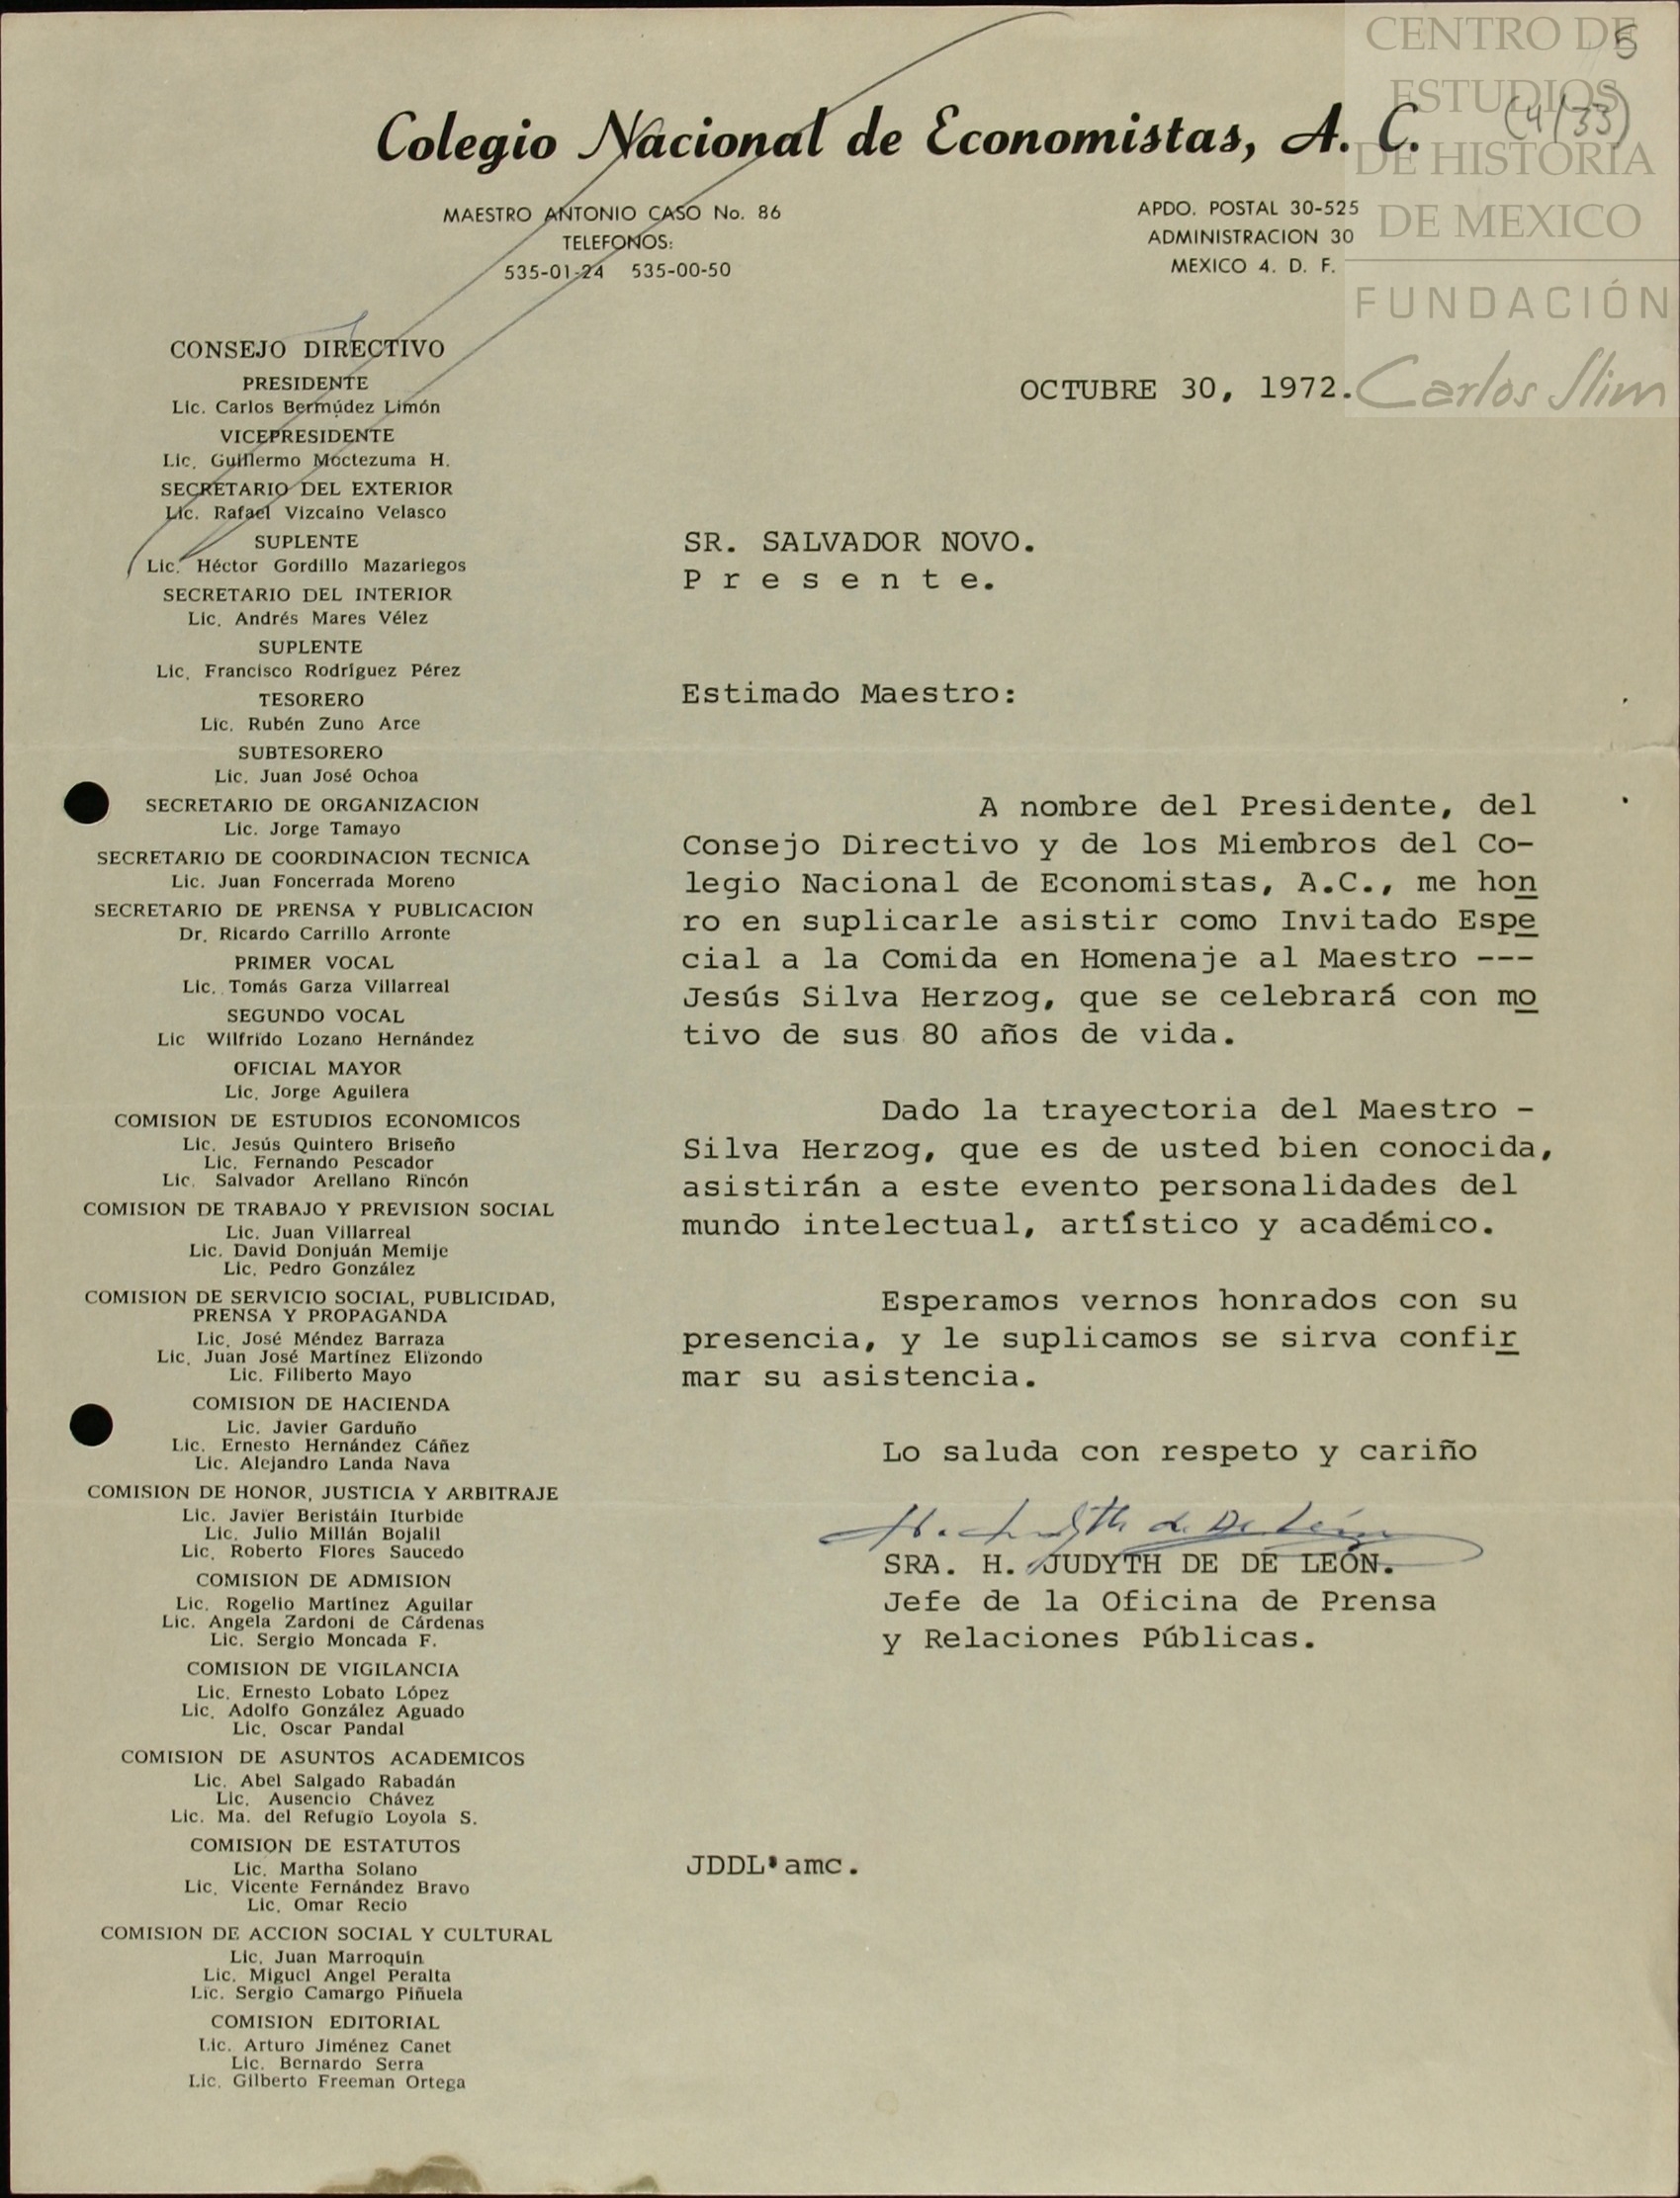 CENTRO DE
ESTUDIOS
DE HISTORIA
DE MEXICO
FUNDACIÓN
Carlos Slim
5
(4/33)
Colegio Nacional de Economistas, A. C.
MAESTRO ANTONIO CASO No. 86
TELEFONOS:
535-01-24 535-00-50
APDO. POSTAL 30-525
ADMINISTRACION 30
MEXICO 4. D. F.
CONSEJO DIRECTIVO
PRESIDENTE
Lic. Carlos Bermúdez Limón
VICEPRESIDENTE
Lic. Guillermo Moctezuma H.
SECRETARIO DEL EXTERIOR
Lic. Rafael Vizcaíno Velasco
SUPLENTE
Lic. Héctor Gordillo Mazariegos
SECRETARIO DEL INTERIOR
Lic. Andrés Mares Vélez
SUPLENTE
Lic. Francisco Rodríguez Pérez
TESORERO
Lic. Rubén Zuno Arce
SUBTESORERO
Lic. Juan José Ochoa
SECRETARIO DE ORGANIZACION
Lic. Jorge Tamayo
SECRETARIO DE COORDINACION TECNICA
Lic. Juan Foncerrada Moreno
SECRETARIO DE PRENSA Y PUBLICACION
Dr. Ricardo Carrillo Arronte
PRIMER VOCAL
Lic. Tomás Garza Villarreal
SEGUNDO VOCAL
Lic Wilfrido Lozano Hernández
OFICIAL MAYOR
Lic. Jorge Aguilera
COMISION DE ESTUDIOS ECONOMICOS
Lic. Jesús Quintero Briseño
Lic. Fernando Pescador
Lic. Salvador Arellano Rincón
COMISION DE TRABAJO Y PREVISION SOCIAL
Lic. Juan Villarreal
Lic. David Donjuán Memije
Lic. Pedro González
COMISION DE SERVICIO SOCIAL, PUBLICIDAD,
PRENSA Y PROPAGANDA
Lic. José Méndez Barraza
Lic. Juan José Martínez Elizondo
Lic. Filiberto Mayo
COMISION DE HACIENDA
Lic. Javier Garduño
Lic. Ernesto Hernández Cáñez
Lic. Alejandro Landa Nava
COMISION DE HONOR, JUSTICIA Y ARBITRAJE
Lic. Javier Beristáin Iturbide
Lic. Julio Millán Bojalil
Lic. Roberto Flores Saucedo
COMISION DE ADMISION
Lic. Rogelio Martínez Aguilar
Lic. Angela Zardoni de Cárdenas
Lic. Sergio Moncada F.
COMISION DE VIGILANCIA
Lic. Ernesto Lobato López
Lic. Adolfo González Aguado
Lic. Oscar Pandal
COMISION DE ASUNTOS ACADEMICOS
Lic. Abel Salgado Rabadán
Lic. Ausencio Chávez
Lic. Ma. del Refugio Loyola S.
COMISION DE ESTATUTOS
Lic. Martha Solano
Lic. Vicente Fernández Bravo
Lic. Omar Recio
COMISION DE ACCION SOCIAL Y CULTURAL
Lic. Juan Marroquín
Lic. Miguel Angel Peralta
Lic. Sergio Camargo Piñuela
COMISION EDITORIAL
Lic. Arturo Jiménez Canet
Lic. Bernardo Serra
Lic. Gilberto Freeman Ortega
OCTUBRE 30, 1972.
SR. SALVADOR NOVO.
P r e s e n t e.
Estimado Maestro:
A nombre del Presidente, del
Consejo Directivo y de los Miembros del Co-
legio Nacional de Economistas, A.C., me hon
ro en suplicarle asistir como Invitado Espe
cial a la Comida en Homenaje al Maestro ---
Jesús Silva Herzog, que se celebrará con mo
tivo de sus 80 años de vida.
Dado la trayectoria del Maestro -
Silva Herzog, que es de usted bien conocida,
asistirán a este evento personalidades del
mundo intelectual, artístico y académico.
Esperamos vernos honrados con su
presencia, y le suplicamos se sirva confir
mar su asistencia.
Lo saluda con respeto y cariño
H. Judyth de De León
SRA. H. JUDYTH DE DE LEÓN.
Jefe de la Oficina de Prensa
y Relaciones Públicas.
JDDL'amc.